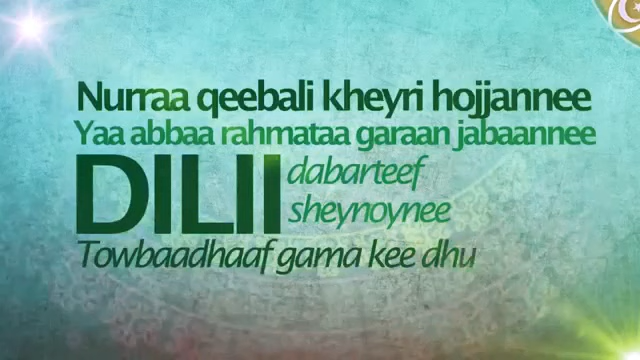 Nurraa qeebali kheyri hojjannee
Yaa abbaa rahmataa garaan jabaannee
DILII dabarteef
sheynoynee
Towbaadhaaf gama kee dhu